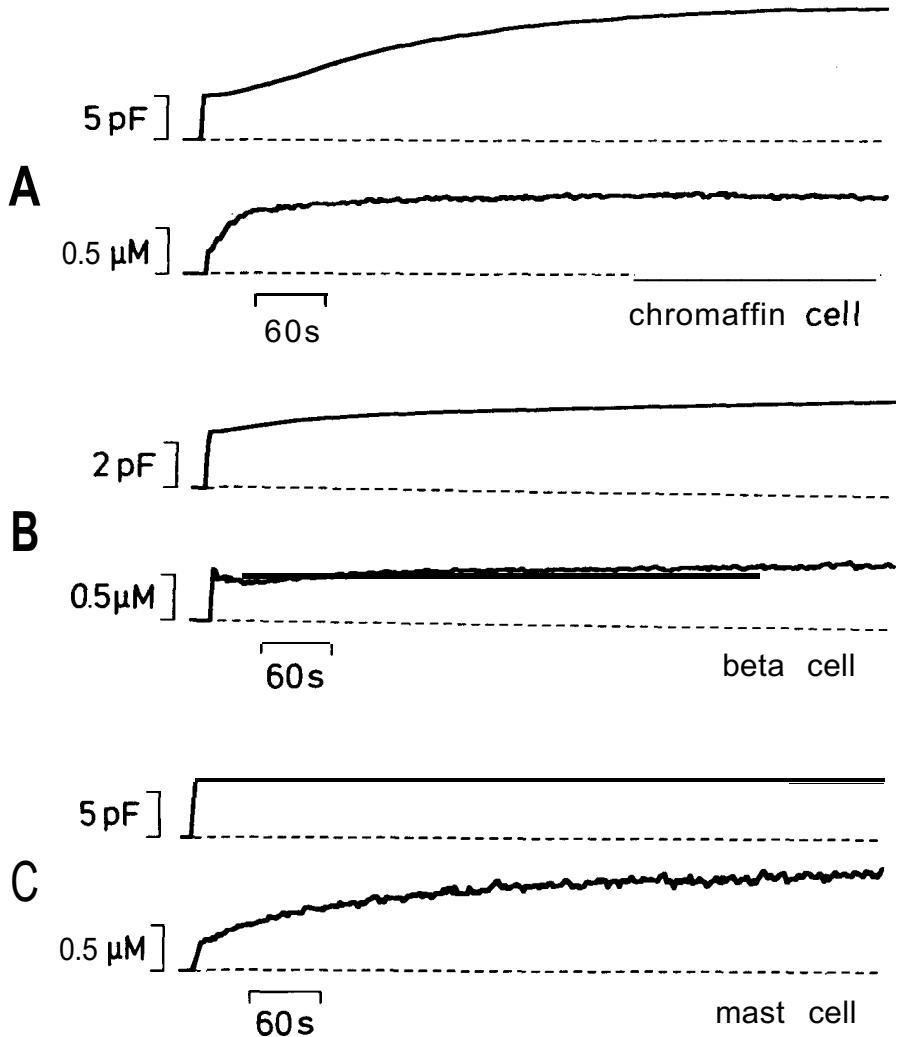 5 pF
A
0.5 µM
60s
chromaffin cell
2 pF
B
0.5µM
60s
beta cell
5 pF
C
0.5 µM
60s
mast cell